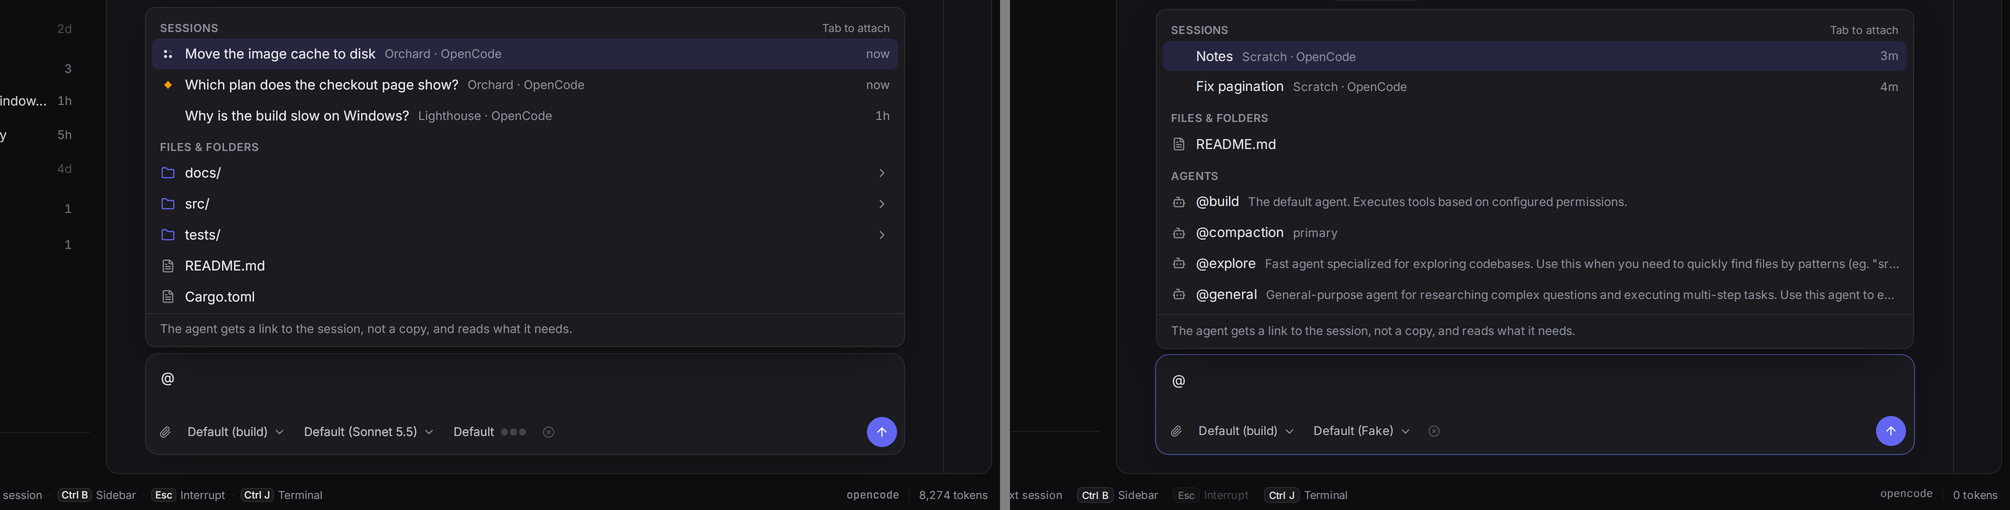 2d
3
indow... 1h
y 5h
4d
1
1
SESSIONS Tab to attach
Move the image cache to disk Orchard · OpenCode now
Which plan does the checkout page show? Orchard · OpenCode now
Why is the build slow on Windows? Lighthouse · OpenCode 1h
FILES & FOLDERS
docs/
src/
tests/
README.md
Cargo.toml
The agent gets a link to the session, not a copy, and reads what it needs.
@
Default (build) Default (Sonnet 5.5) Default
session Ctrl B Sidebar Esc Interrupt Ctrl J Terminal opencode 8,274 tokens
SESSIONS Tab to attach
Notes Scratch · OpenCode 3m
Fix pagination Scratch · OpenCode 4m
FILES & FOLDERS
README.md
AGENTS
@build The default agent. Executes tools based on configured permissions.
@compaction primary
@explore Fast agent specialized for exploring codebases. Use this when you need to quickly find files by patterns (eg. "sr...
@general General-purpose agent for researching complex questions and executing multi-step tasks. Use this agent to e...
The agent gets a link to the session, not a copy, and reads what it needs.
@
Default (build) Default (Fake)
xt session Ctrl B Sidebar Esc Interrupt Ctrl J Terminal opencode 0 tokens